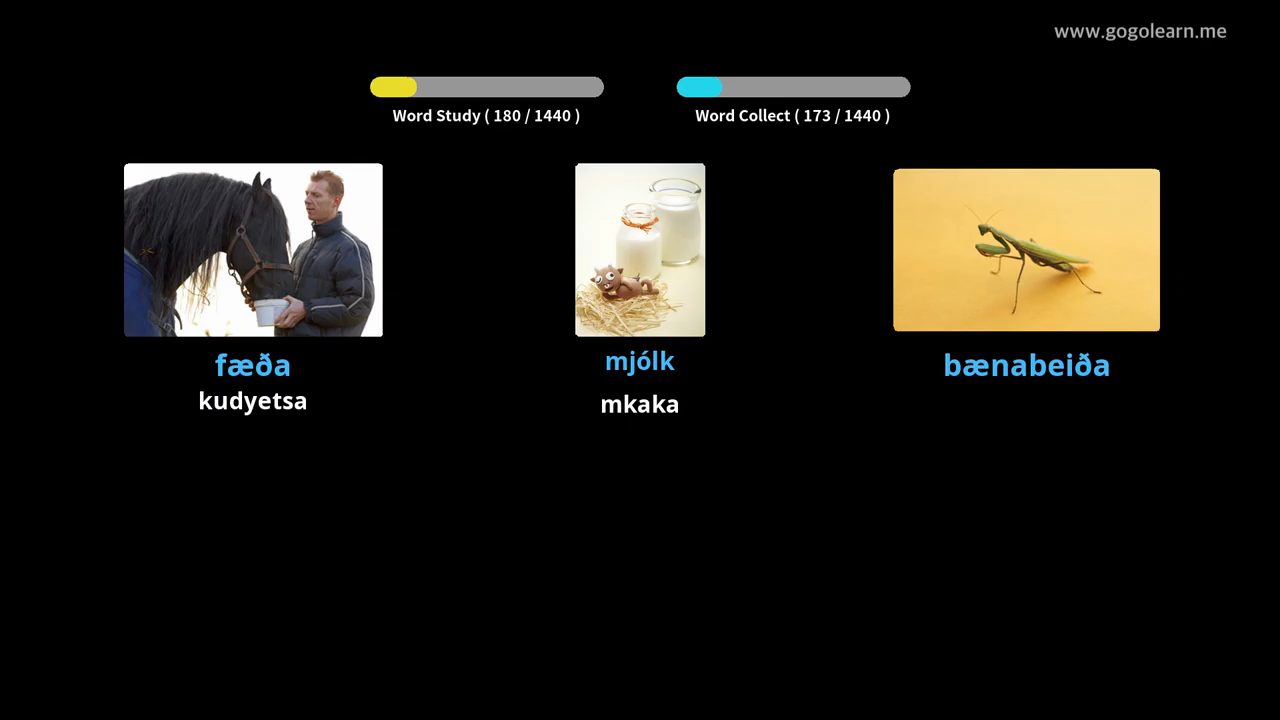 www.gogolearn.me
Word Study ( 180 / 1440 )
Word Collect ( 173 / 1440 )
fæða
kudyetsa
mjólk
mkaka
bænabeiða